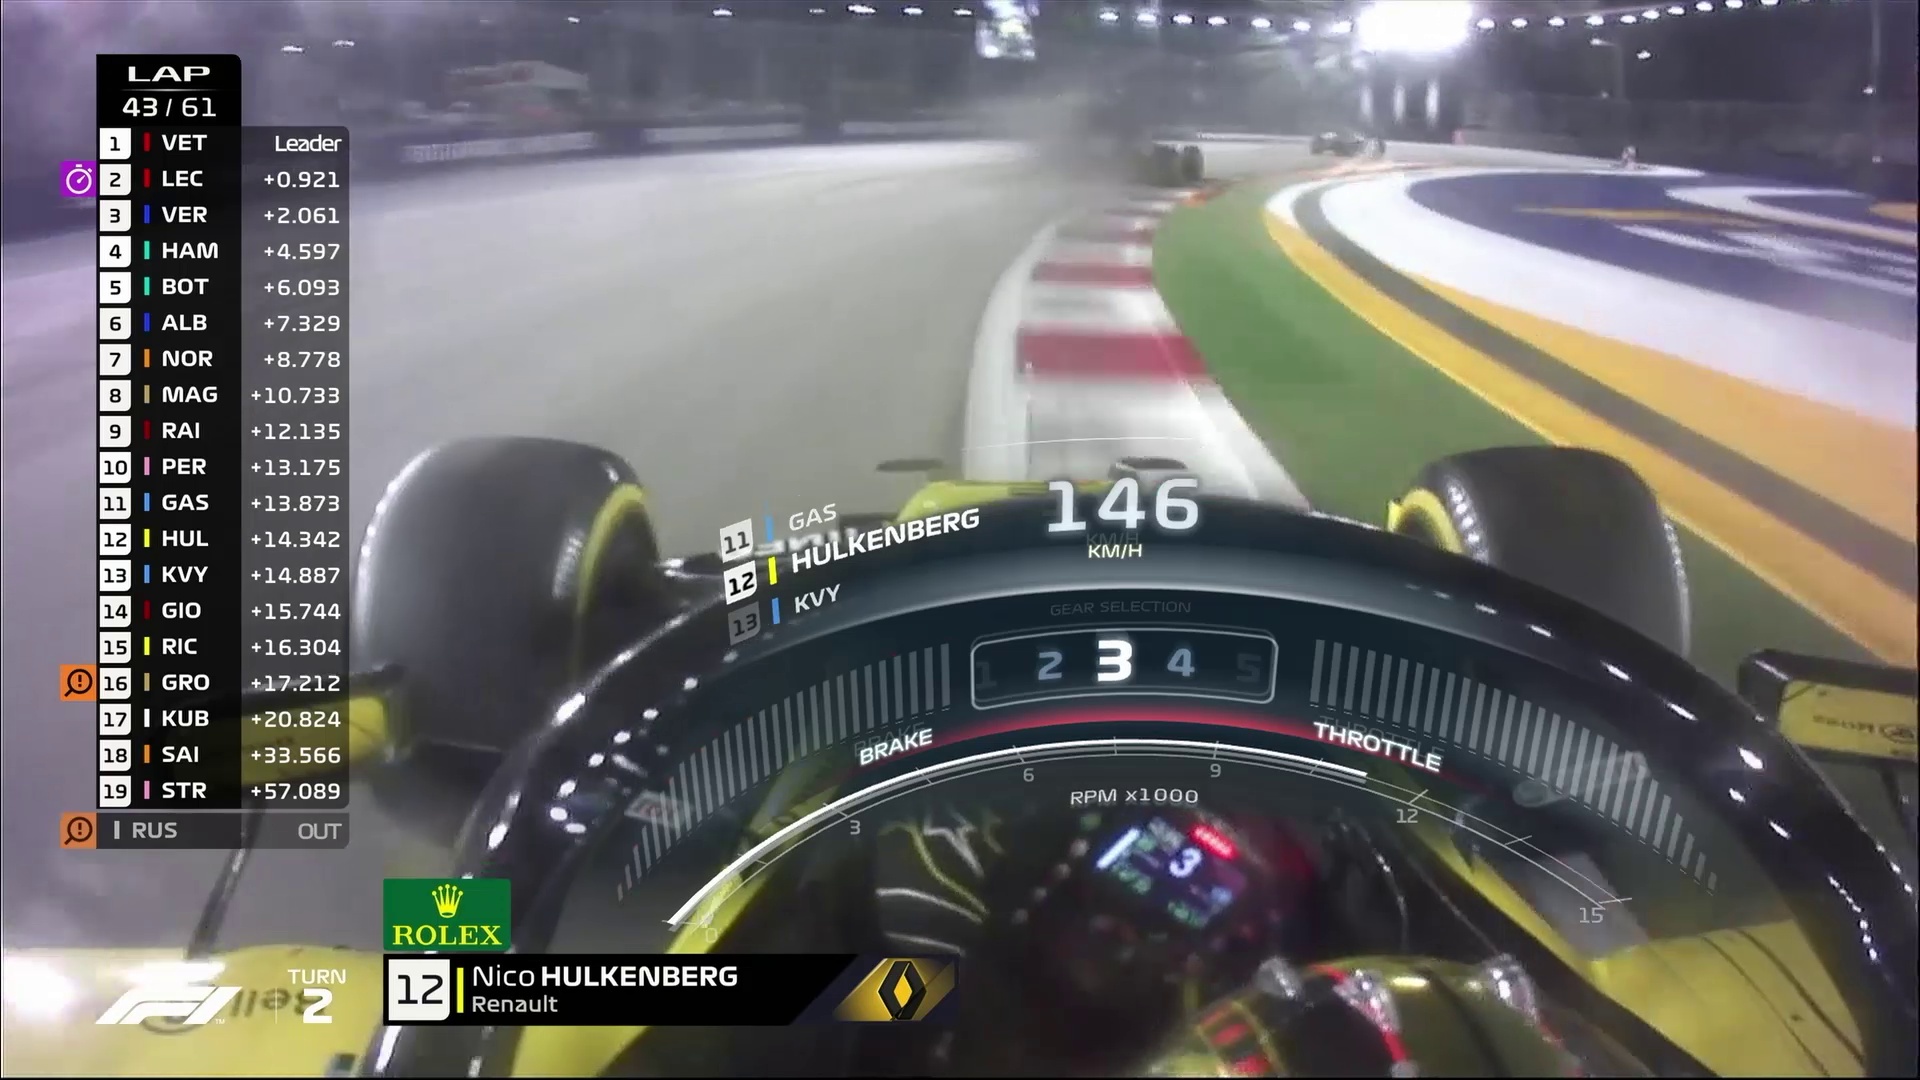 LAP
43 / 61
1 VET Leader
2 LEC +0.921
3 VER +2.061
4 HAM +4.597
5 BOT +6.093
6 ALB +7.329
7 NOR +8.778
8 MAG +10.733
9 RAI +12.135
10 PER +13.175
11 GAS +13.873
12 HUL +14.342
13 KVY +14.887
14 GIO +15.744
15 RIC +16.304
16 GRO +17.212
17 KUB +20.824
18 SAI +33.566
19 STR +57.089
RUS OUT
11 GAS
12 HULKENBERG
13 KVY
146
KM/H
GEAR SELECTION
1 2 3 4 5
BRAKE THROTTLE
0 3 6 9 12 15
RPM x1000
3
ROLEX
F1
TURN
2
12 Nico HULKENBERG
Renault